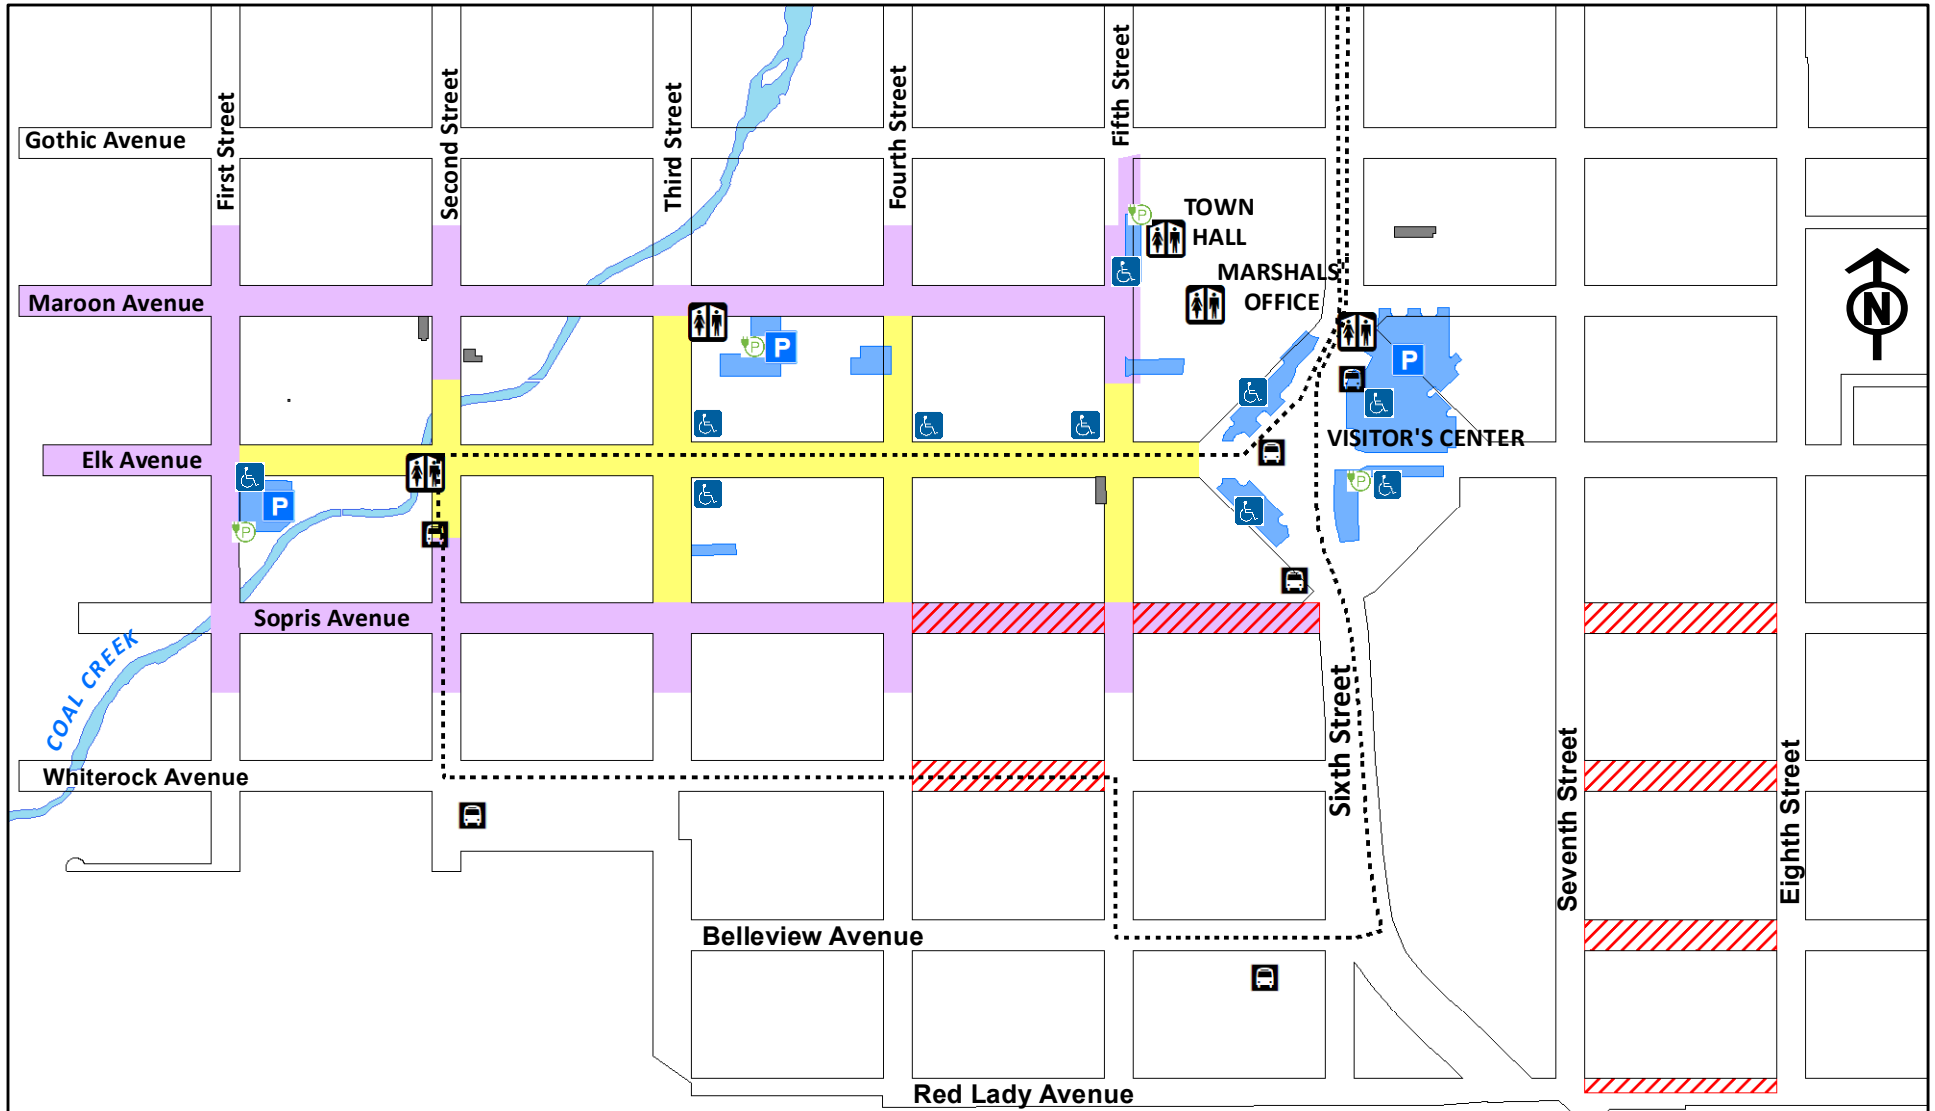 Gothic Avenue
First Street
Second Street
Third Street
Fourth Street
Fifth Street
TOWN
HALL
MARSHALS
OFFICE
Maroon Avenue
P
P
P
N
Elk Avenue
VISITOR'S CENTER
P
P
P
P
Sopris Avenue
COAL CREEK
Whiterock Avenue
Sixth Street
Seventh Street
Eighth Street
Belleview Avenue
Red Lady Avenue